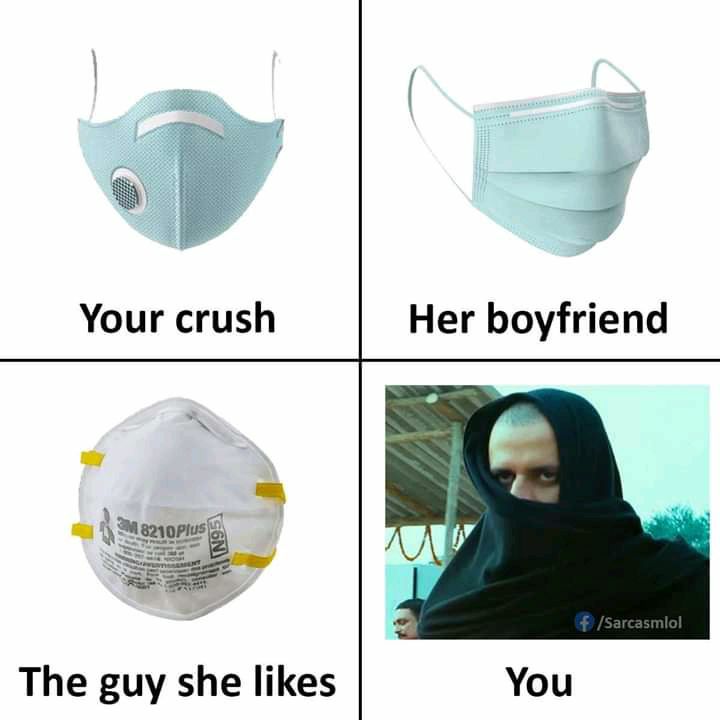 Your crush
Her boyfriend
3M 8210Plus
N95
The guy she likes
/Sarcasmlol
You